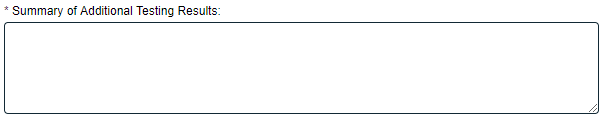 * Summary of Additional Testing Results: